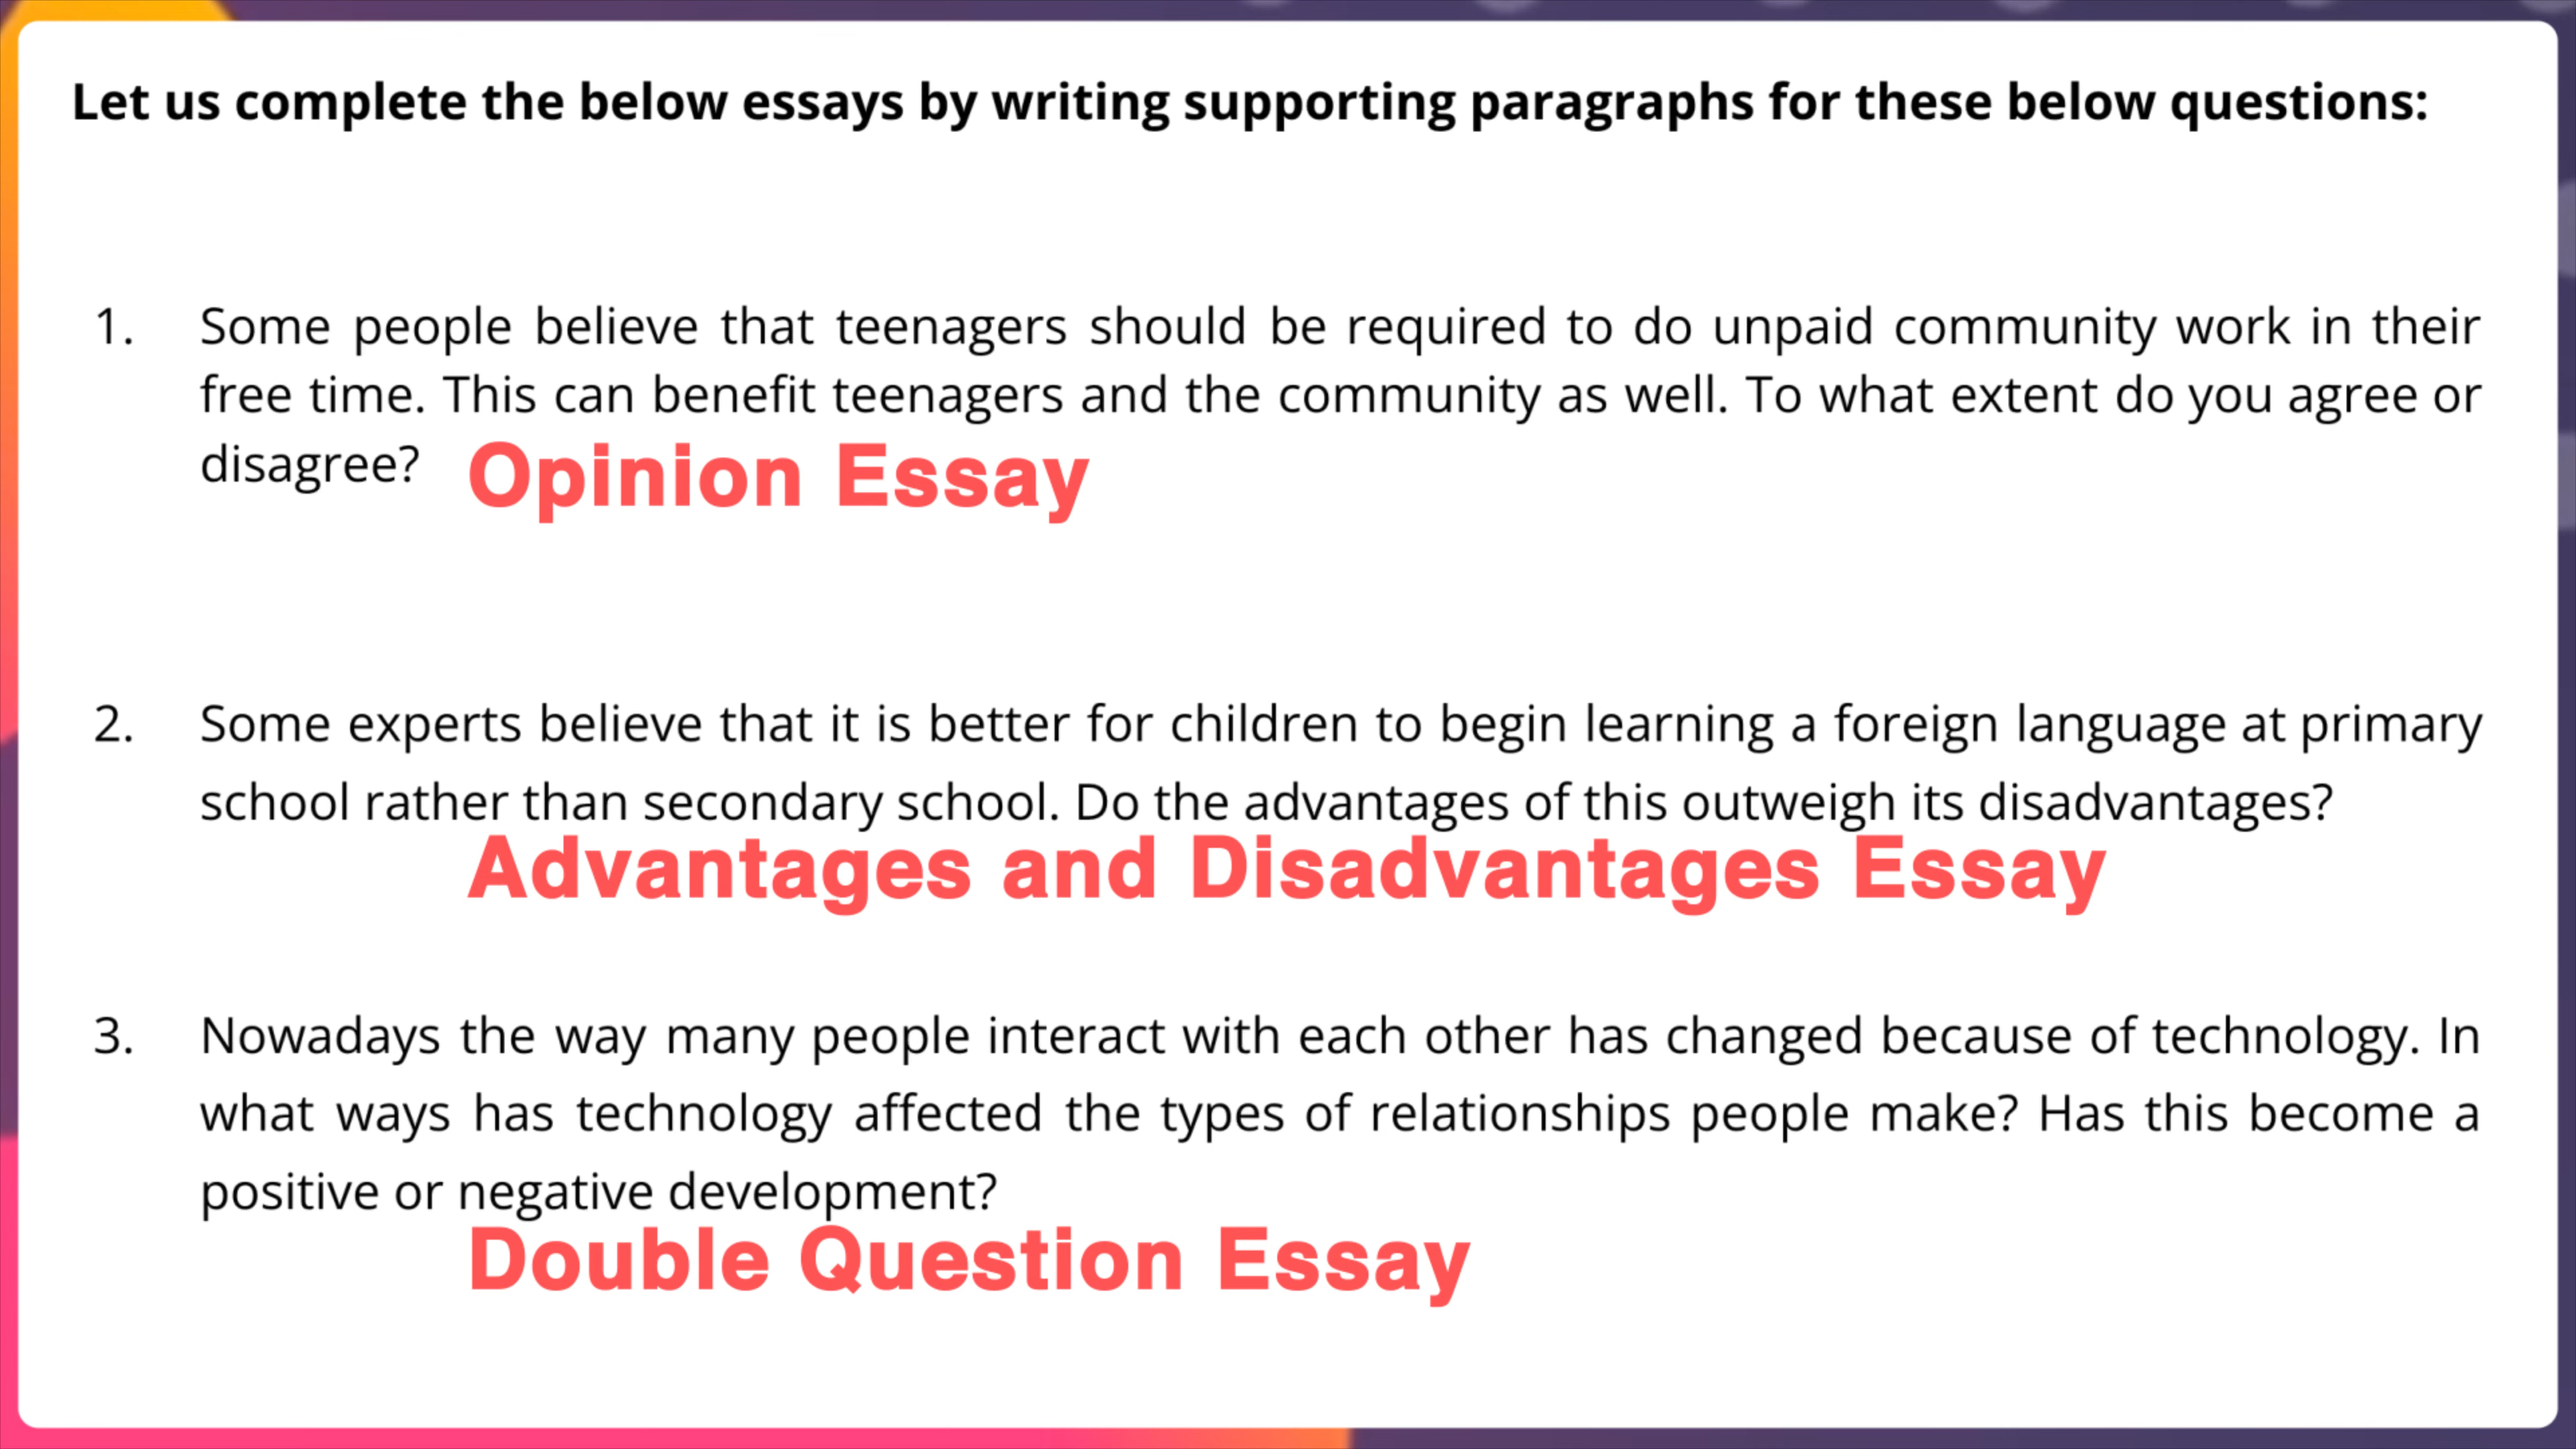 Let us complete the below essays by writing supporting paragraphs for these below questions:
1. Some people believe that teenagers should be required to do unpaid community work in their
free time. This can benefit teenagers and the community as well. To what extent do you agree or
disagree? Opinion Essay
2. Some experts believe that it is better for children to begin learning a foreign language at primary
school rather than secondary school. Do the advantages of this outweigh its disadvantages?
Advantages and Disadvantages Essay
3. Nowadays the way many people interact with each other has changed because of technology. In
what ways has technology affected the types of relationships people make? Has this become a
positive or negative development?
Double Question Essay